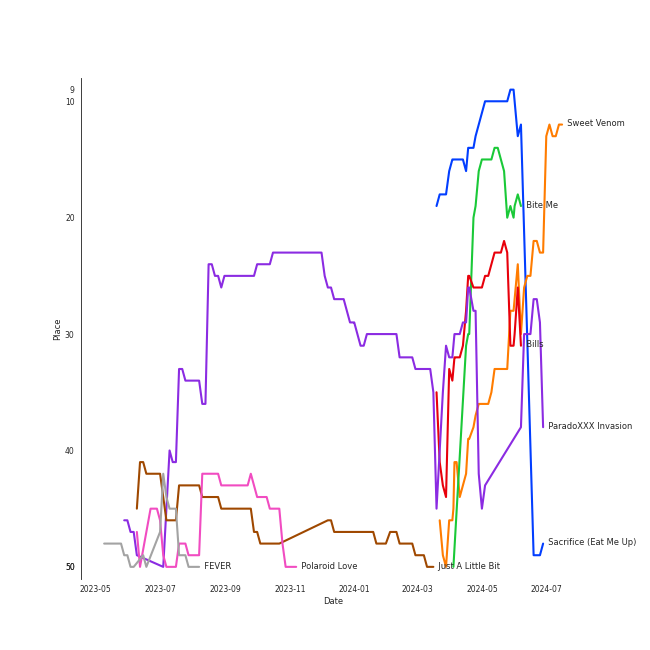 9
10
Sweet Venom
20
Bite Me
Place
30
Bills
40
ParadoXXX Invasion
Sacrifice (Eat Me Up)
50
FEVER
Polaroid Love
Just A Little Bit
2023-05
2023-07
2023-09
2023-11
2024-01
2024-03
2024-05
2024-07
Date